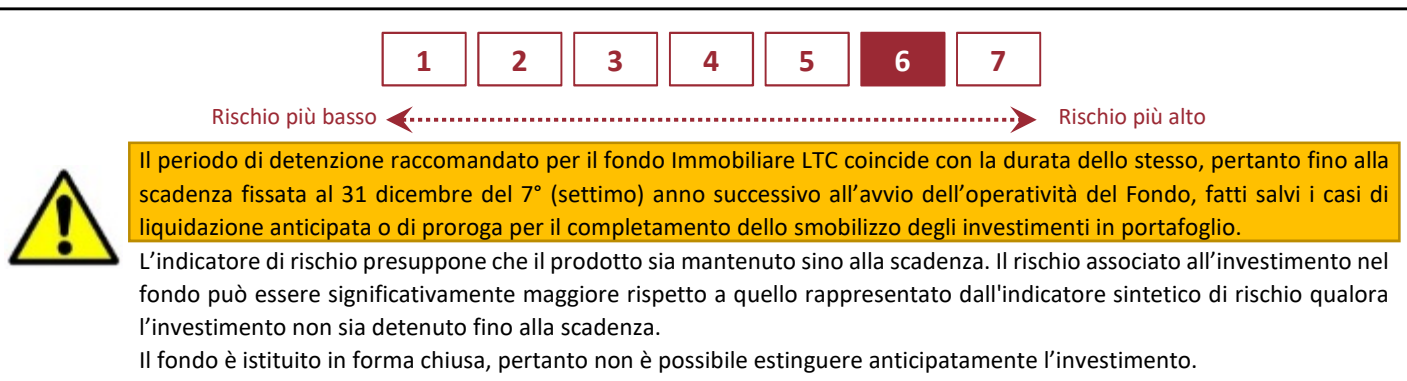 1 2 3 4 5 6 7
Rischio più basso Rischio più alto
Il periodo di detenzione raccomandato per il fondo Immobiliare LTC coincide con la durata dello stesso, pertanto fino alla
scadenza fissata al 31 dicembre del 7° (settimo) anno successivo all’avvio dell’operatività del Fondo, fatti salvi i casi di
liquidazione anticipata o di proroga per il completamento dello smobilizzo degli investimenti in portafoglio.
L’indicatore di rischio presuppone che il prodotto sia mantenuto sino alla scadenza. Il rischio associato all’investimento nel
fondo può essere significativamente maggiore rispetto a quello rappresentato dall'indicatore sintetico di rischio qualora
l’investimento non sia detenuto fino alla scadenza.
Il fondo è istituito in forma chiusa, pertanto non è possibile estinguere anticipatamente l’investimento.